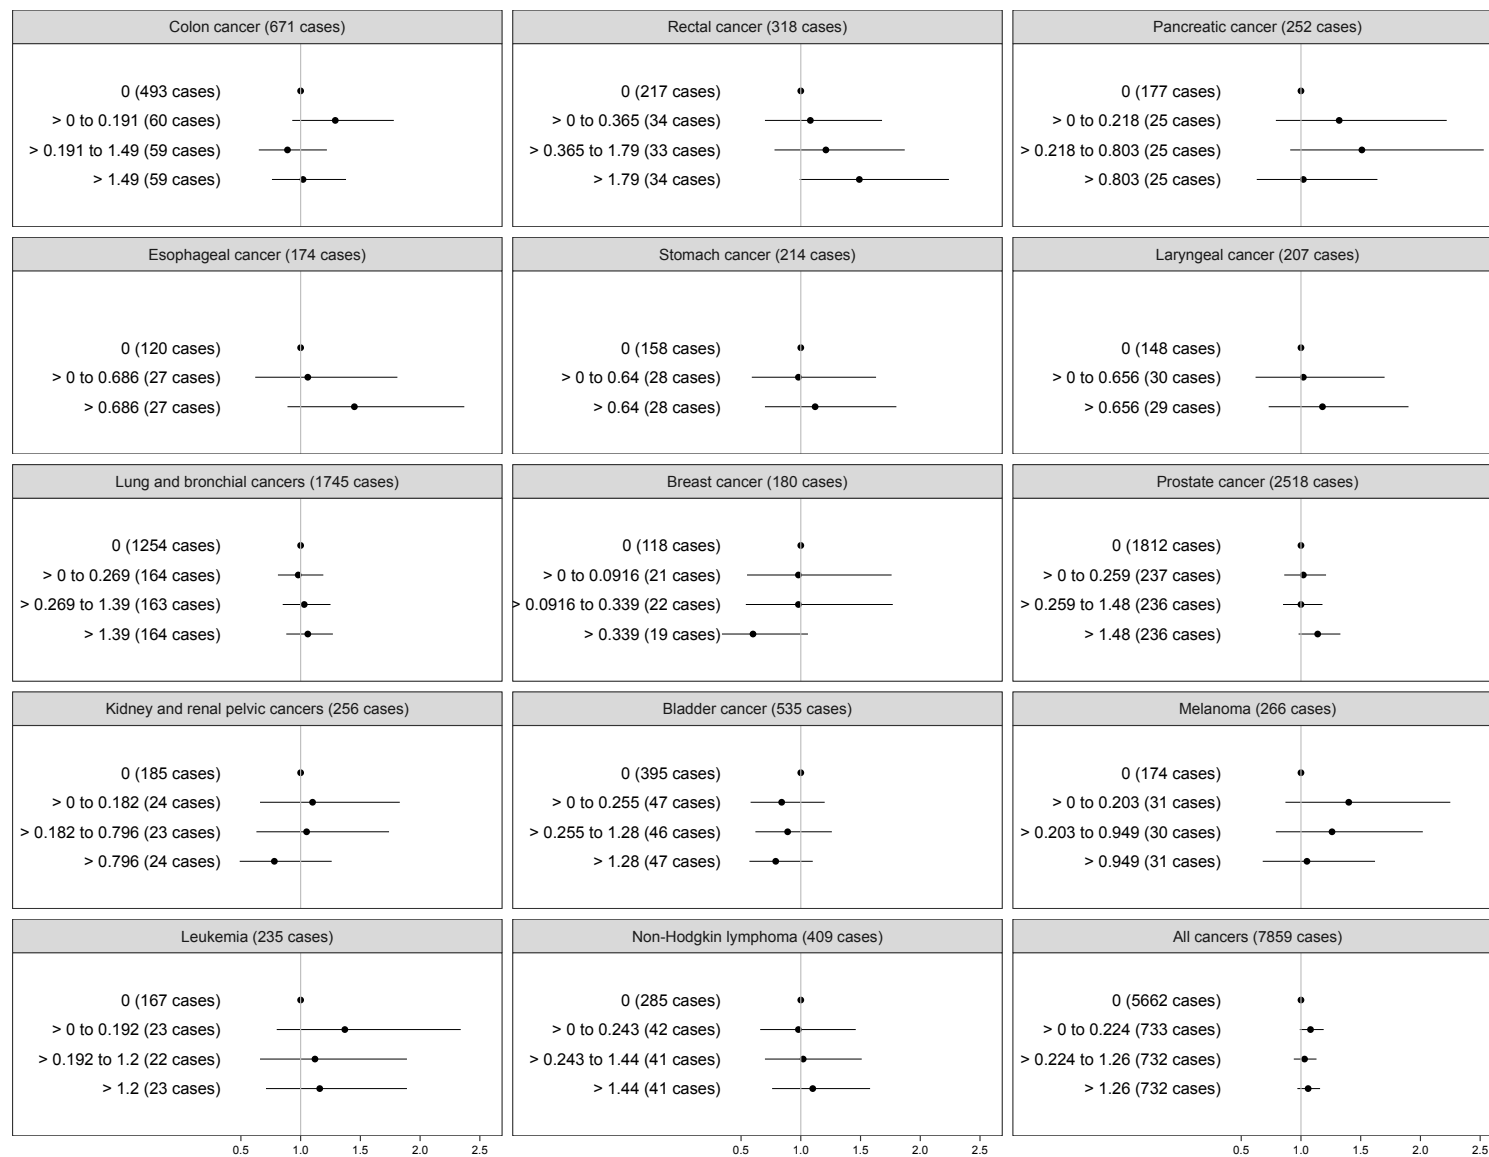 Colon cancer (671 cases)
0 (493 cases)
> 0 to 0.191 (60 cases)
> 0.191 to 1.49 (59 cases)
> 1.49 (59 cases)
Rectal cancer (318 cases)
0 (217 cases)
> 0 to 0.365 (34 cases)
> 0.365 to 1.79 (33 cases)
> 1.79 (34 cases)
Pancreatic cancer (252 cases)
0 (177 cases)
> 0 to 0.218 (25 cases)
> 0.218 to 0.803 (25 cases)
> 0.803 (25 cases)
Esophageal cancer (174 cases)
0 (120 cases)
> 0 to 0.686 (27 cases)
> 0.686 (27 cases)
Stomach cancer (214 cases)
0 (158 cases)
> 0 to 0.64 (28 cases)
> 0.64 (28 cases)
Laryngeal cancer (207 cases)
0 (148 cases)
> 0 to 0.656 (30 cases)
> 0.656 (29 cases)
Lung and bronchial cancers (1745 cases)
0 (1254 cases)
> 0 to 0.269 (164 cases)
> 0.269 to 1.39 (163 cases)
> 1.39 (164 cases)
Breast cancer (180 cases)
0 (118 cases)
> 0 to 0.0916 (21 cases)
> 0.0916 to 0.339 (22 cases)
> 0.339 (19 cases)
Prostate cancer (2518 cases)
0 (1812 cases)
> 0 to 0.259 (237 cases)
> 0.259 to 1.48 (236 cases)
> 1.48 (236 cases)
Kidney and renal pelvic cancers (256 cases)
0 (185 cases)
> 0 to 0.182 (24 cases)
> 0.182 to 0.796 (23 cases)
> 0.796 (24 cases)
Bladder cancer (535 cases)
0 (395 cases)
> 0 to 0.255 (47 cases)
> 0.255 to 1.28 (46 cases)
> 1.28 (47 cases)
Melanoma (266 cases)
0 (174 cases)
> 0 to 0.203 (31 cases)
> 0.203 to 0.949 (30 cases)
> 0.949 (31 cases)
Leukemia (235 cases)
0 (167 cases)
> 0 to 0.192 (23 cases)
> 0.192 to 1.2 (22 cases)
> 1.2 (23 cases)
0.5 1.0 1.5 2.0 2.5
Non-Hodgkin lymphoma (409 cases)
0 (285 cases)
> 0 to 0.243 (42 cases)
> 0.243 to 1.44 (41 cases)
> 1.44 (41 cases)
0.5 1.0 1.5 2.0 2.5
All cancers (7859 cases)
0 (5662 cases)
> 0 to 0.224 (733 cases)
> 0.224 to 1.26 (732 cases)
> 1.26 (732 cases)
0.5 1.0 1.5 2.0 2.5